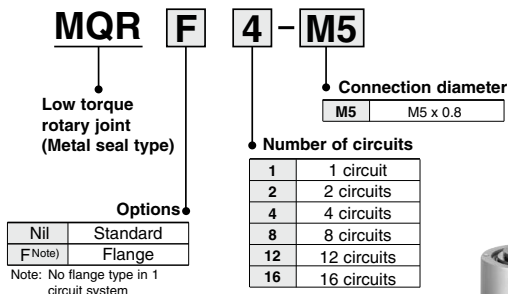 MQR F 4 – M5
Connection diameter
M5 M5 x 0.8
Low torque
rotary joint
(Metal seal type)
Number of circuits
1 1 circuit
2 2 circuits
4 4 circuits
8 8 circuits
12 12 circuits
16 16 circuits
Options
Nil Standard
F Note) Flange
Note: No flange type in 1
circuit system